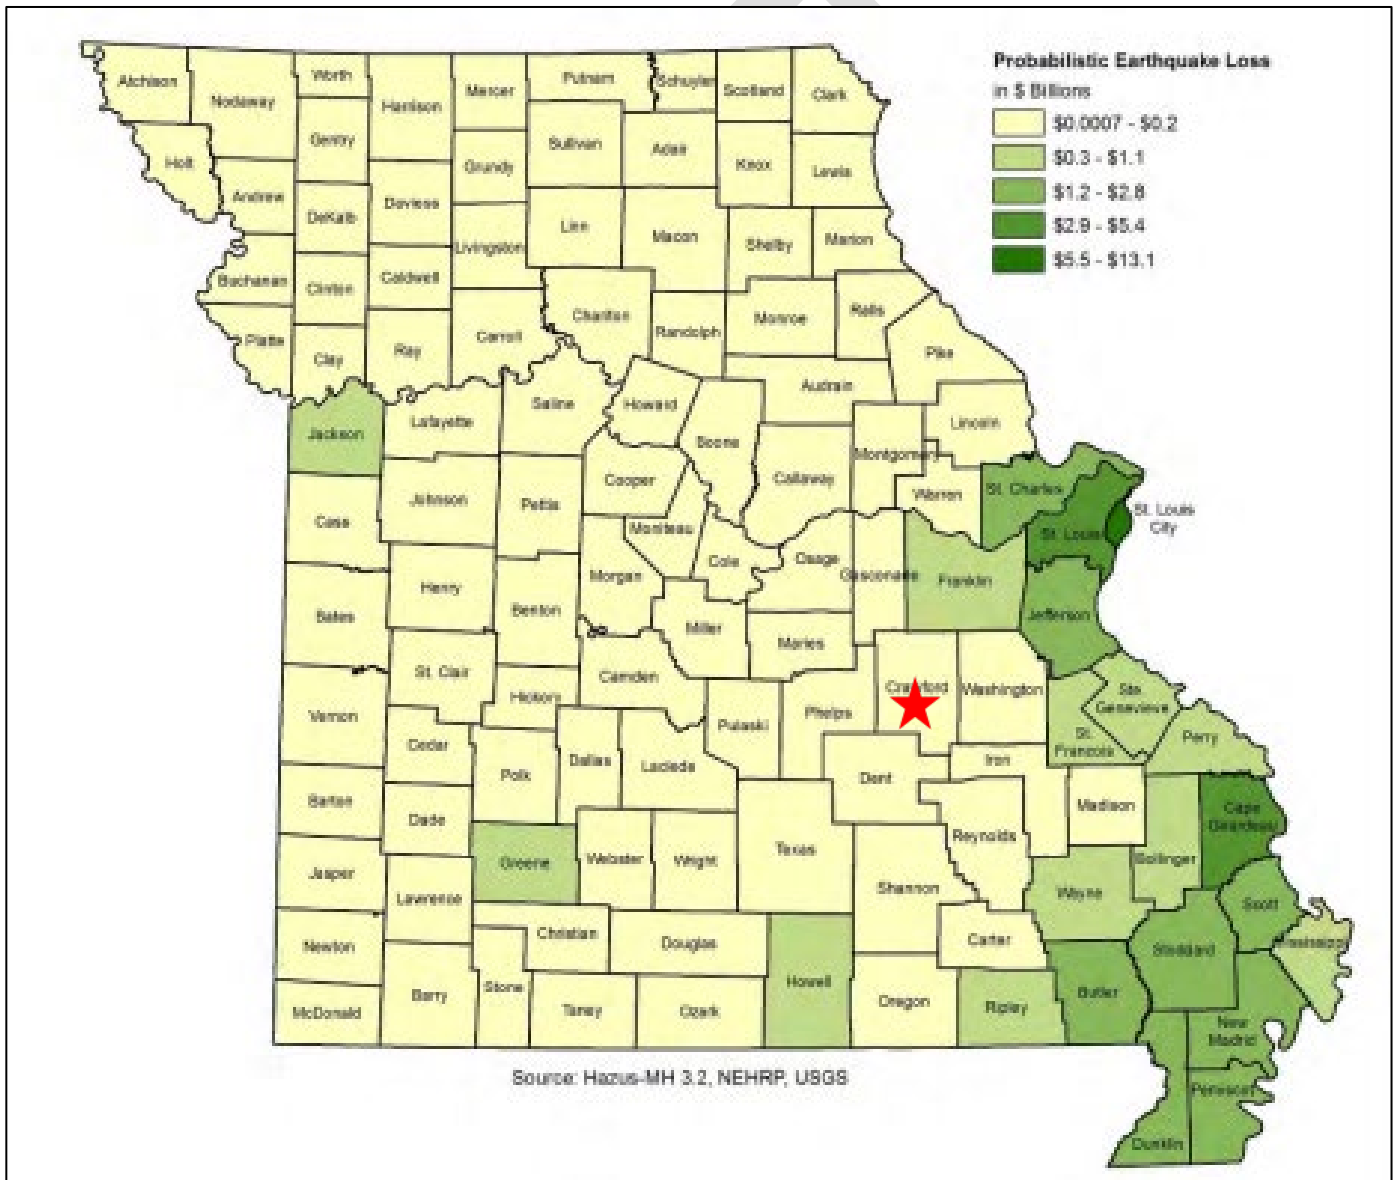 Probabilistic Earthquake Loss
in $ Billions
$0.0007 - $0.2
$0.3 - $1.1
$1.2 - $2.8
$2.9 - $5.4
$5.5 - $13.1
Atchison
Nodaway
Worth
Harrison
Mercer
Putnam
Schuyler
Scotland
Clark
Gentry
Sullivan
Adair
Knox
Lewis
Holt
Andrew
DeKalb
Daviess
Grundy
Linn
Macon
Shelby
Marion
Livingston
Buchanan
Clinton
Caldwell
Chariton
Randolph
Monroe
Ralls
Platte
Clay
Ray
Carroll
Pike
Audrain
Jackson
Lafayette
Saline
Howard
Boone
Lincoln
Callaway
Montgomery
Warren
St. Charles
St. Louis
City
St. Louis
Cass
Johnson
Pettis
Cooper
Moniteau
Cole
Osage
Gasconade
Franklin
Jefferson
Bates
Henry
Benton
Morgan
Miller
Maries
St. Clair
Hickory
Camden
Pulaski
Phelps
Crawford
Washington
Ste
Genevieve
St.
Francois
Perry
Vernon
Cedar
Polk
Dallas
Laclede
Dent
Iron
Madison
Cape
Girardeau
Barton
Dade
Greene
Webster
Wright
Texas
Reynolds
Bollinger
Jasper
Lawrence
Shannon
Wayne
Scott
Mississippi
Newton
Christian
Douglas
Howell
Carter
Stoddard
McDonald
Barry
Stone
Taney
Ozark
Oregon
Ripley
Butler
New
Madrid
Pemiscot
Dunklin
Source: Hazus-MH 3.2, NEHRP, USGS